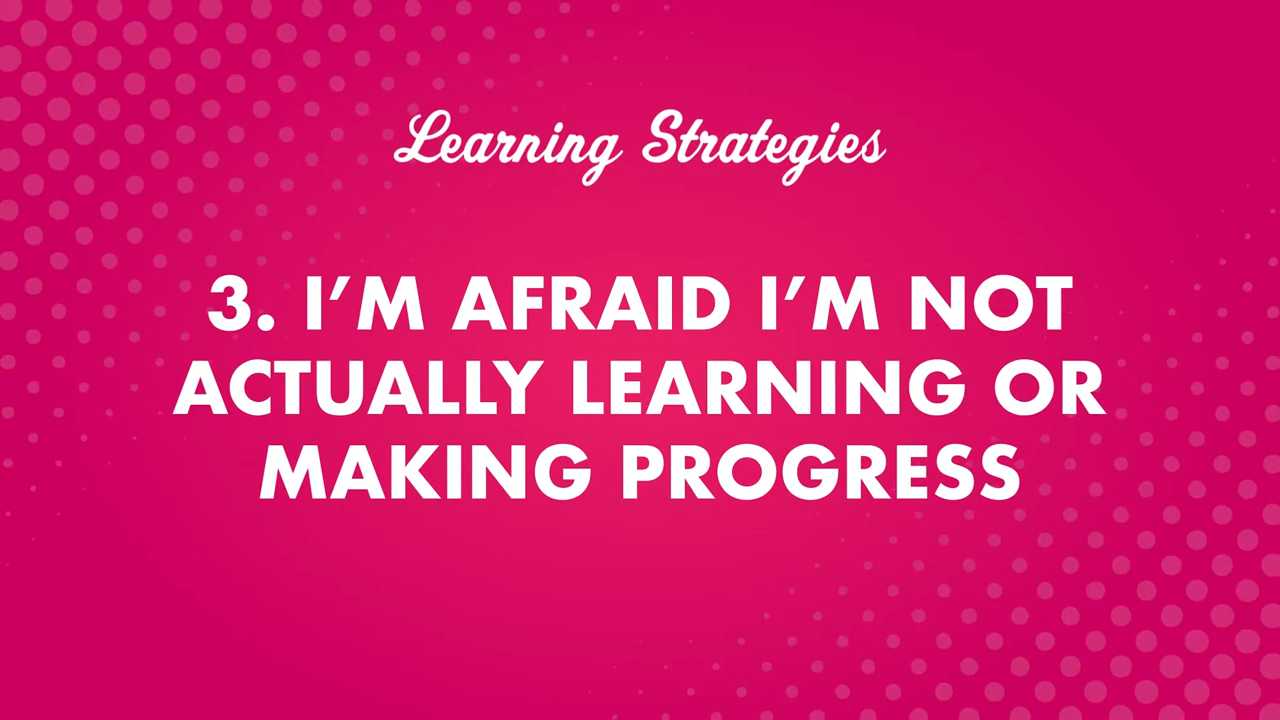 Learning Strategies
3. I’M AFRAID I’M NOT
ACTUALLY LEARNING OR
MAKING PROGRESS